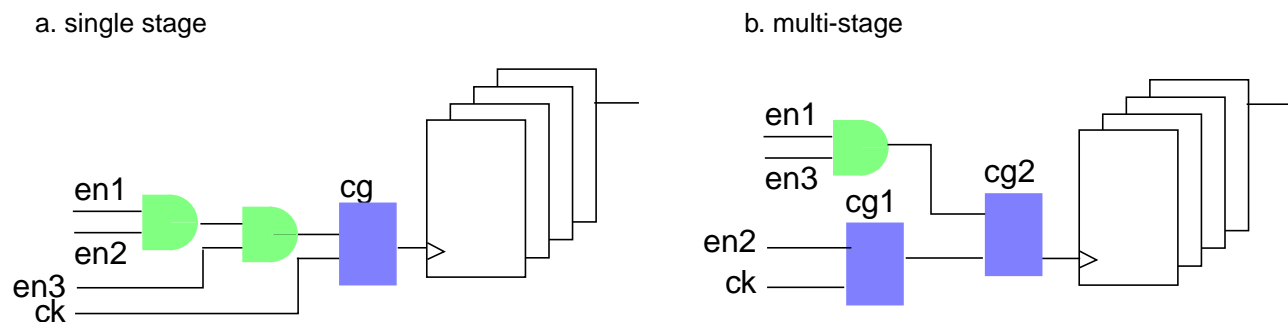 a. single stage
en1
en2
en3
ck
cg
b. multi-stage
en1
en3
cg1
cg2
en2
ck